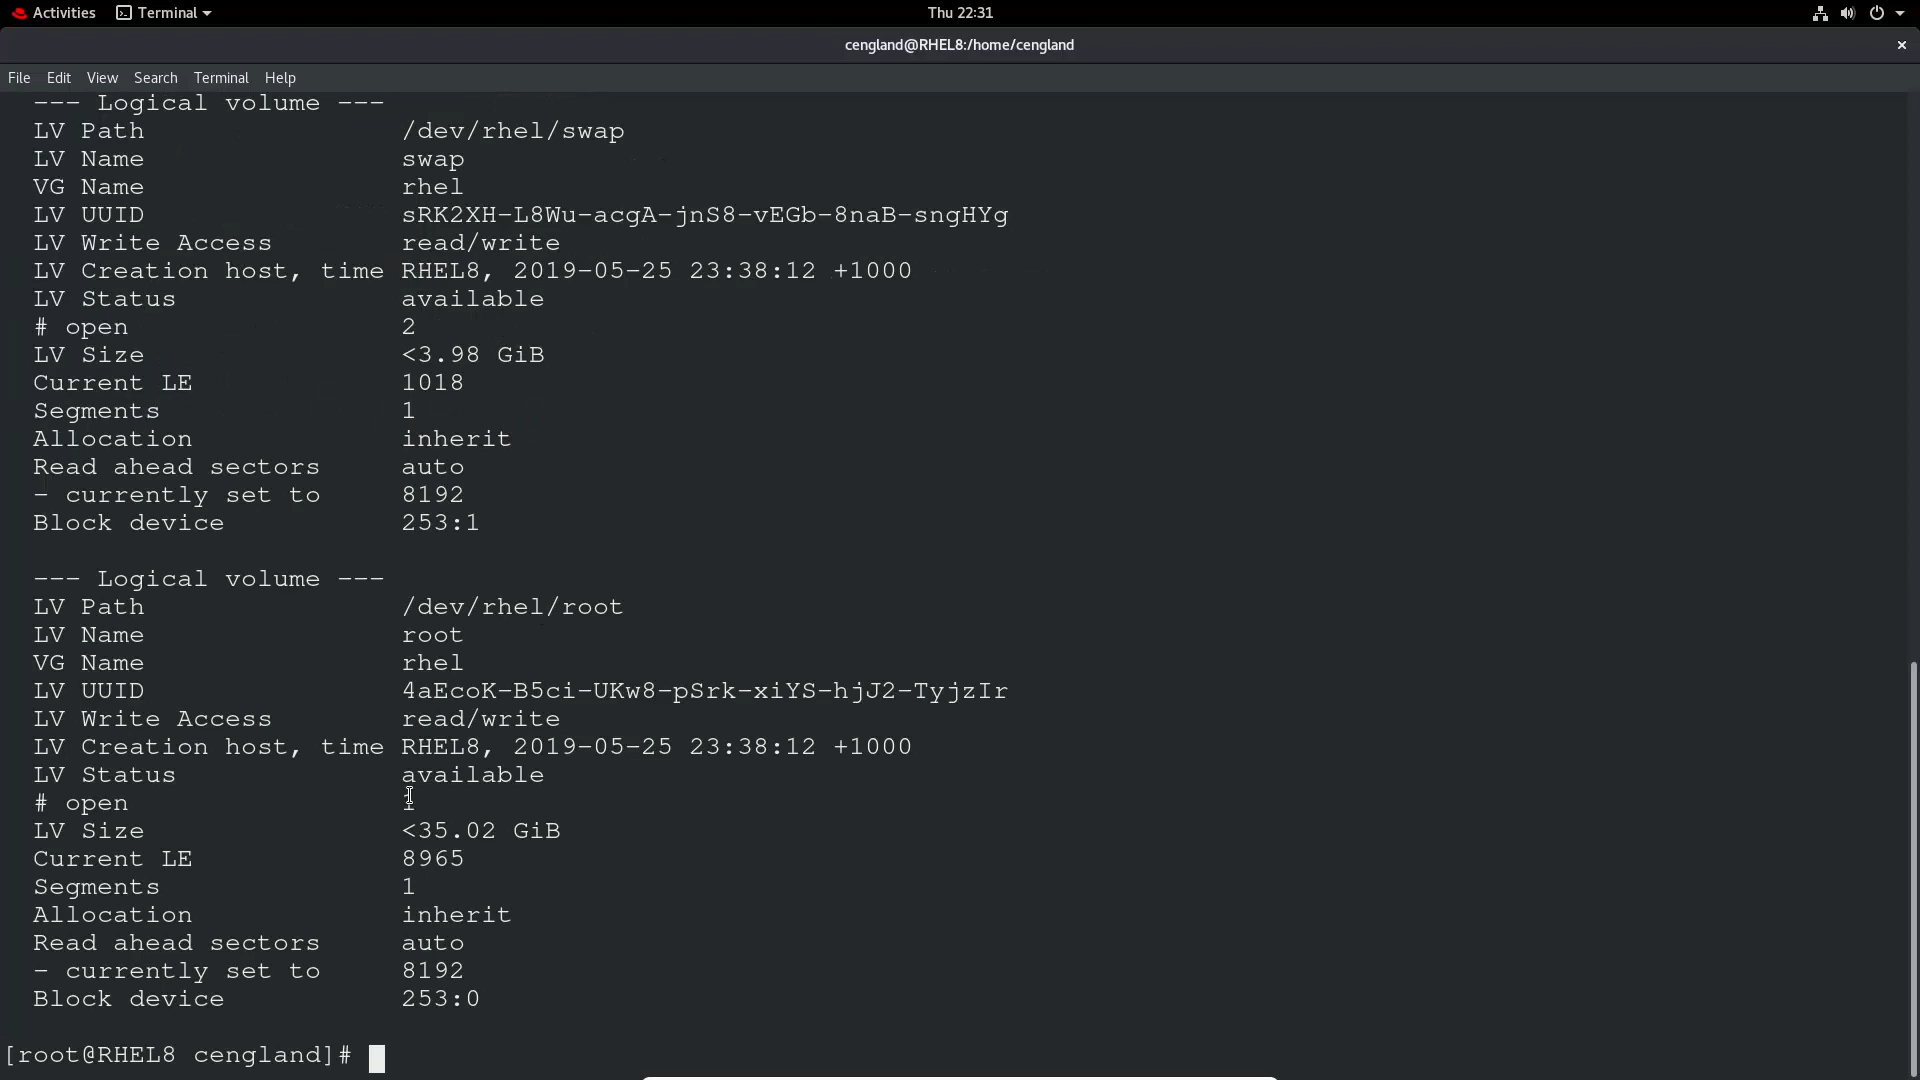 Activities Terminal Thu 22:31
cengland@RHEL8:/home/cengland ×
File Edit View Search Terminal Help
--- Logical volume ---
LV Path /dev/rhel/swap
LV Name swap
VG Name rhel
LV UUID sRK2XH-L8Wu-acgA-jnS8-vEGb-8naB-sngHYg
LV Write Access read/write
LV Creation host, time RHEL8, 2019-05-25 23:38:12 +1000
LV Status available
# open 2
LV Size <3.98 GiB
Current LE 1018
Segments 1
Allocation inherit
Read ahead sectors auto
- currently set to 8192
Block device 253:1
--- Logical volume ---
LV Path /dev/rhel/root
LV Name root
VG Name rhel
LV UUID 4aEcoK-B5ci-UKw8-pSrk-xiYS-hjJ2-TyjzIr
LV Write Access read/write
LV Creation host, time RHEL8, 2019-05-25 23:38:12 +1000
LV Status available
# open 1
LV Size <35.02 GiB
Current LE 8965
Segments 1
Allocation inherit
Read ahead sectors auto
- currently set to 8192
Block device 253:0
[root@RHEL8 cengland]#